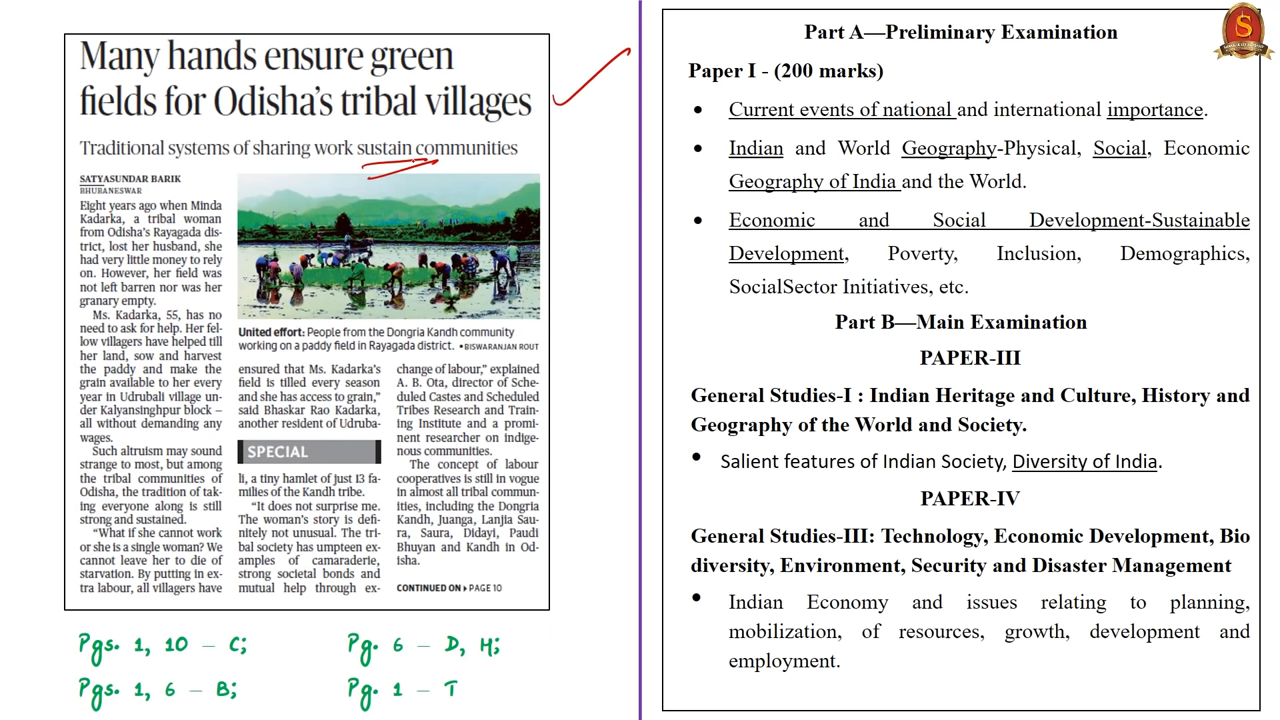 Many hands ensure green
fields for Odisha's tribal villages
Traditional systems of sharing work sustain communities
SATYASUNDAR BARIK
BHUBANESWAR
Eight years ago when Minda
Kadarka, a tribal woman
from Odisha's Rayagada dis-
trict, lost her husband, she
had very little money to rely
on. However, her field was
not left barren nor was her
granary empty.
Ms. Kadarka, 55, has no
need to ask for help. Her fel-
low villagers have helped till
her land, sow and harvest
the paddy and make the
grain available to her every
year in Udrubali village un-
der Kalyansinghpur block –
all without demanding any
wages.
Such altruism may sound
strange to most, but among
the tribal communities of
Odisha, the tradition of tak-
ing everyone along is still
strong and sustained.
“What if she cannot work
or she is a single woman? We
cannot leave her to die of
starvation. By putting in ex-
tra labour, all villagers have
United effort: People from the Dongria Kandh community
working on a paddy field in Rayagada district. •BISWARANJAN ROUT
ensured that Ms. Kadarka's
field is tilled every season
and she has access to grain,”
said Bhaskar Rao Kadarka,
another resident of Udruba-
SPECIAL
li, a tiny hamlet of just 13 fa-
milies of the Kandh tribe.
“It does not surprise me.
The woman's story is defi-
nitely not unusual. The tri-
bal society has umpteen ex-
amples of camaraderie,
strong societal bonds and
mutual help through ex-
change of labour,” explained
A. B. Ota, director of Sche-
duled Castes and Scheduled
Tribes Research and Train-
ing Institute and a promi-
nent researcher on indige-
nous communities.
The concept of labour
cooperatives is still in vogue
in almost all tribal commun-
ities, including the Dongria
Kandh, Juanga, Lanjia Sau-
ra, Saura, Didayi, Paudi
Bhuyan and Kandh in Od-
isha.
CONTINUED ON ▸ PAGE 10
Pgs. 1, 10 – C;
Pg. 6 – D, H;
Pgs. 1, 6 – B;
Pg. 1 – T
Part A—Preliminary Examination
Paper I - (200 marks)
• Current events of national and international importance.
• Indian and World Geography-Physical, Social, Economic
Geography of India and the World.
• Economic and Social Development-Sustainable
Development, Poverty, Inclusion, Demographics,
SocialSector Initiatives, etc.
Part B—Main Examination
PAPER-III
General Studies-I : Indian Heritage and Culture, History and
Geography of the World and Society.
• Salient features of Indian Society, Diversity of India.
PAPER-IV
General Studies-III: Technology, Economic Development, Bio
diversity, Environment, Security and Disaster Management
• Indian Economy and issues relating to planning,
mobilization, of resources, growth, development and
employment.
S